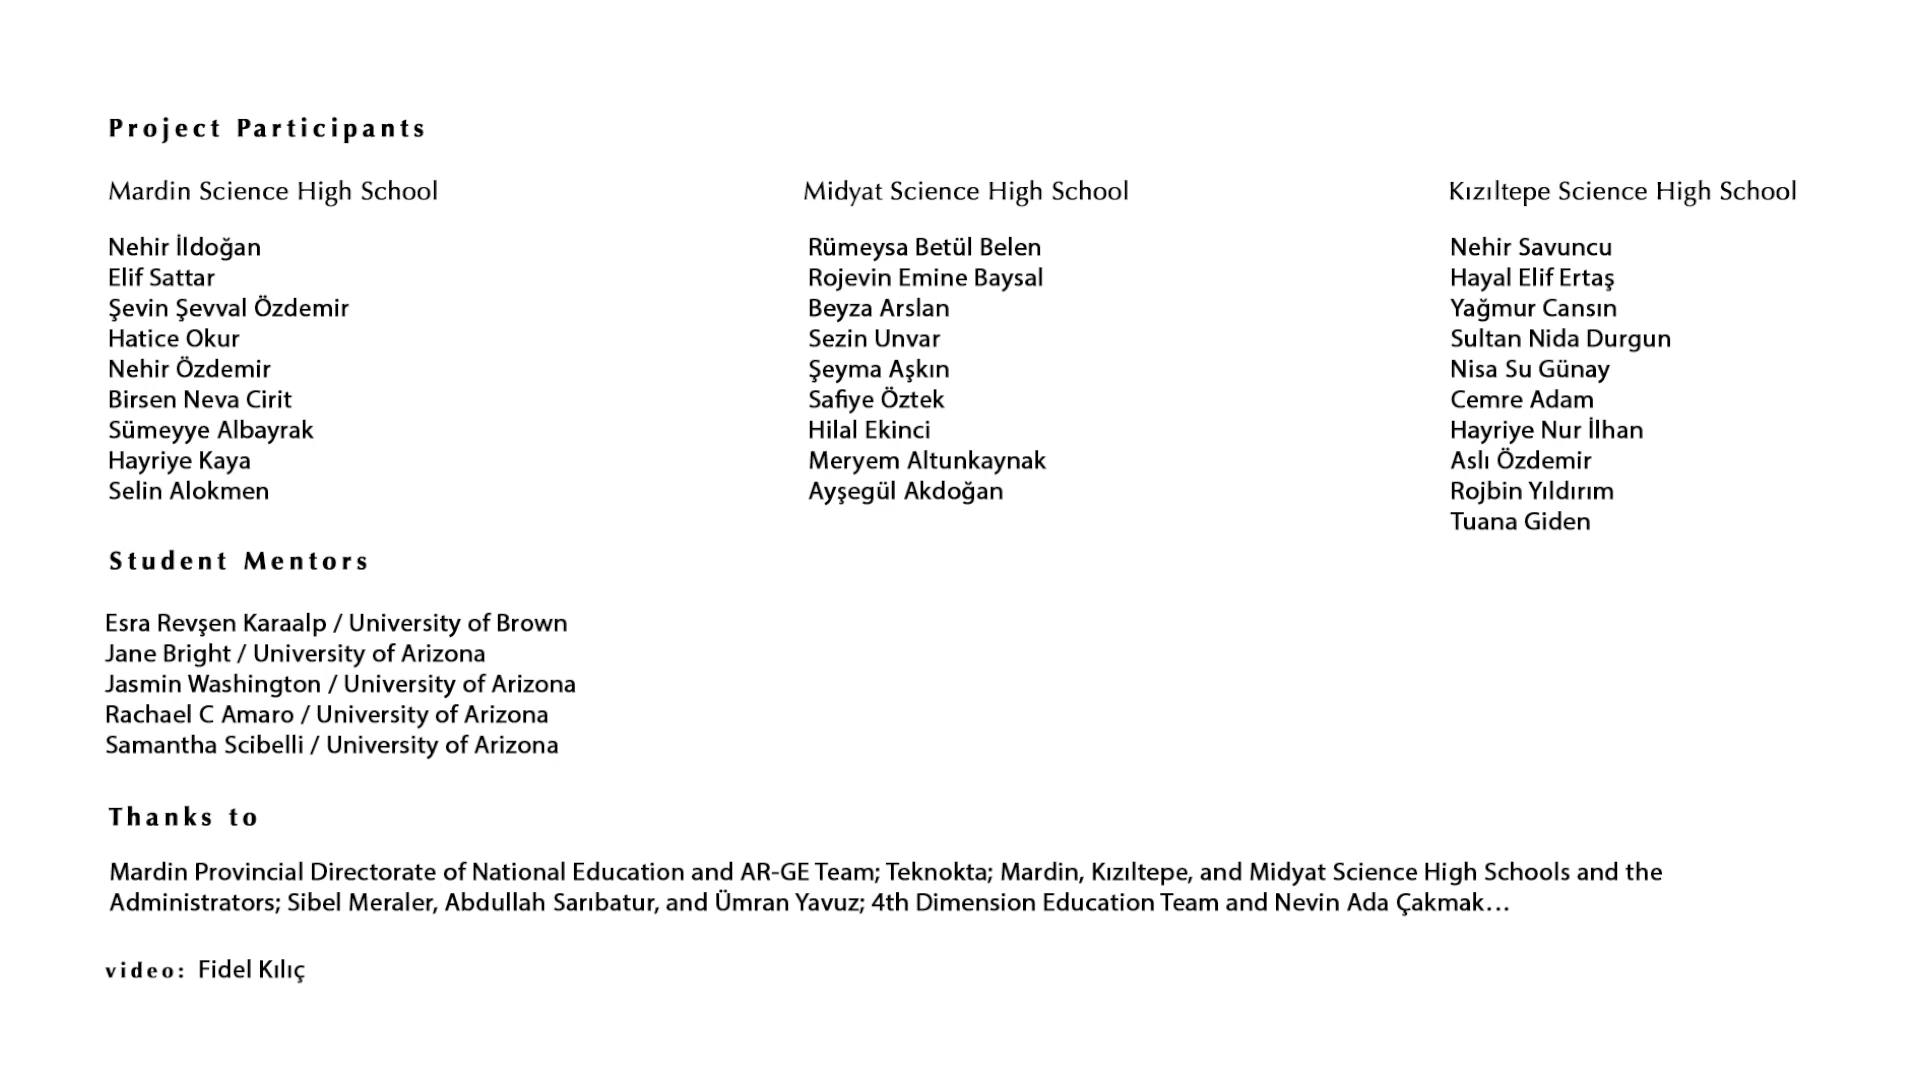 Project Participants
Mardin Science High School
Nehir İldoğan
Elif Sattar
Şevin Şevval Özdemir
Hatice Okur
Nehir Özdemir
Birsen Neva Cirit
Sümeyye Albayrak
Hayriye Kaya
Selin Alokmen
Midyat Science High School
Rümeysa Betül Belen
Rojevin Emine Baysal
Beyza Arslan
Sezin Unvar
Şeyma Aşkın
Safiye Öztek
Hilal Ekinci
Meryem Altunkaynak
Ayşegül Akdoğan
Kızıltepe Science High School
Nehir Savuncu
Hayal Elif Ertaş
Yağmur Cansın
Sultan Nida Durgun
Nisa Su Günay
Cemre Adam
Hayriye Nur İlhan
Aslı Özdemir
Rojbin Yıldırım
Tuana Giden
Student Mentors
Esra Revşen Karaalp / University of Brown
Jane Bright / University of Arizona
Jasmin Washington / University of Arizona
Rachael C Amaro / University of Arizona
Samantha Scibelli / University of Arizona
Thanks to
Mardin Provincial Directorate of National Education and AR-GE Team; Teknokta; Mardin, Kızıltepe, and Midyat Science High Schools and the
Administrators; Sibel Meraler, Abdullah Sarıbatur, and Ümran Yavuz; 4th Dimension Education Team and Nevin Ada Çakmak…
video: Fidel Kılıç